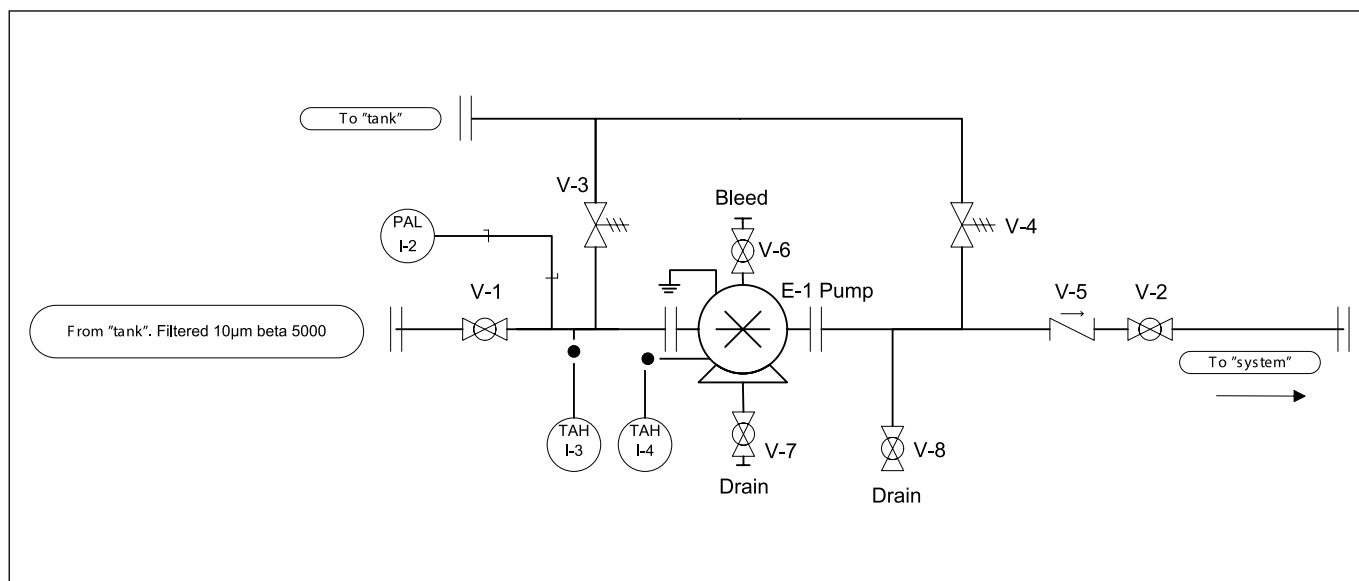 To "tank"
V-3
Bleed
PAL
I-2
V-6
V-4
V-1
E-1 Pump
V-5
V-2
From "tank". Filtered 10µm beta 5000
To "system"
TAH
I-3
TAH
I-4
V-7
V-8
Drain
Drain